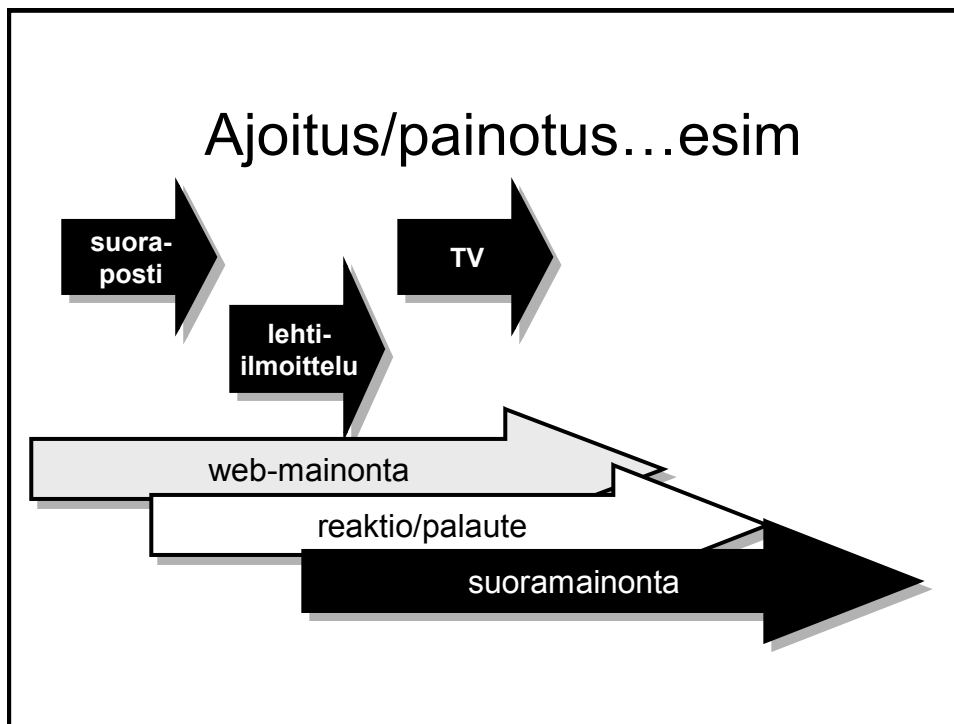 Ajoitus/painotus…esim
suora-
posti
TV
lehti-
ilmoittelu
web-mainonta
reaktio/palaute
suoramainonta